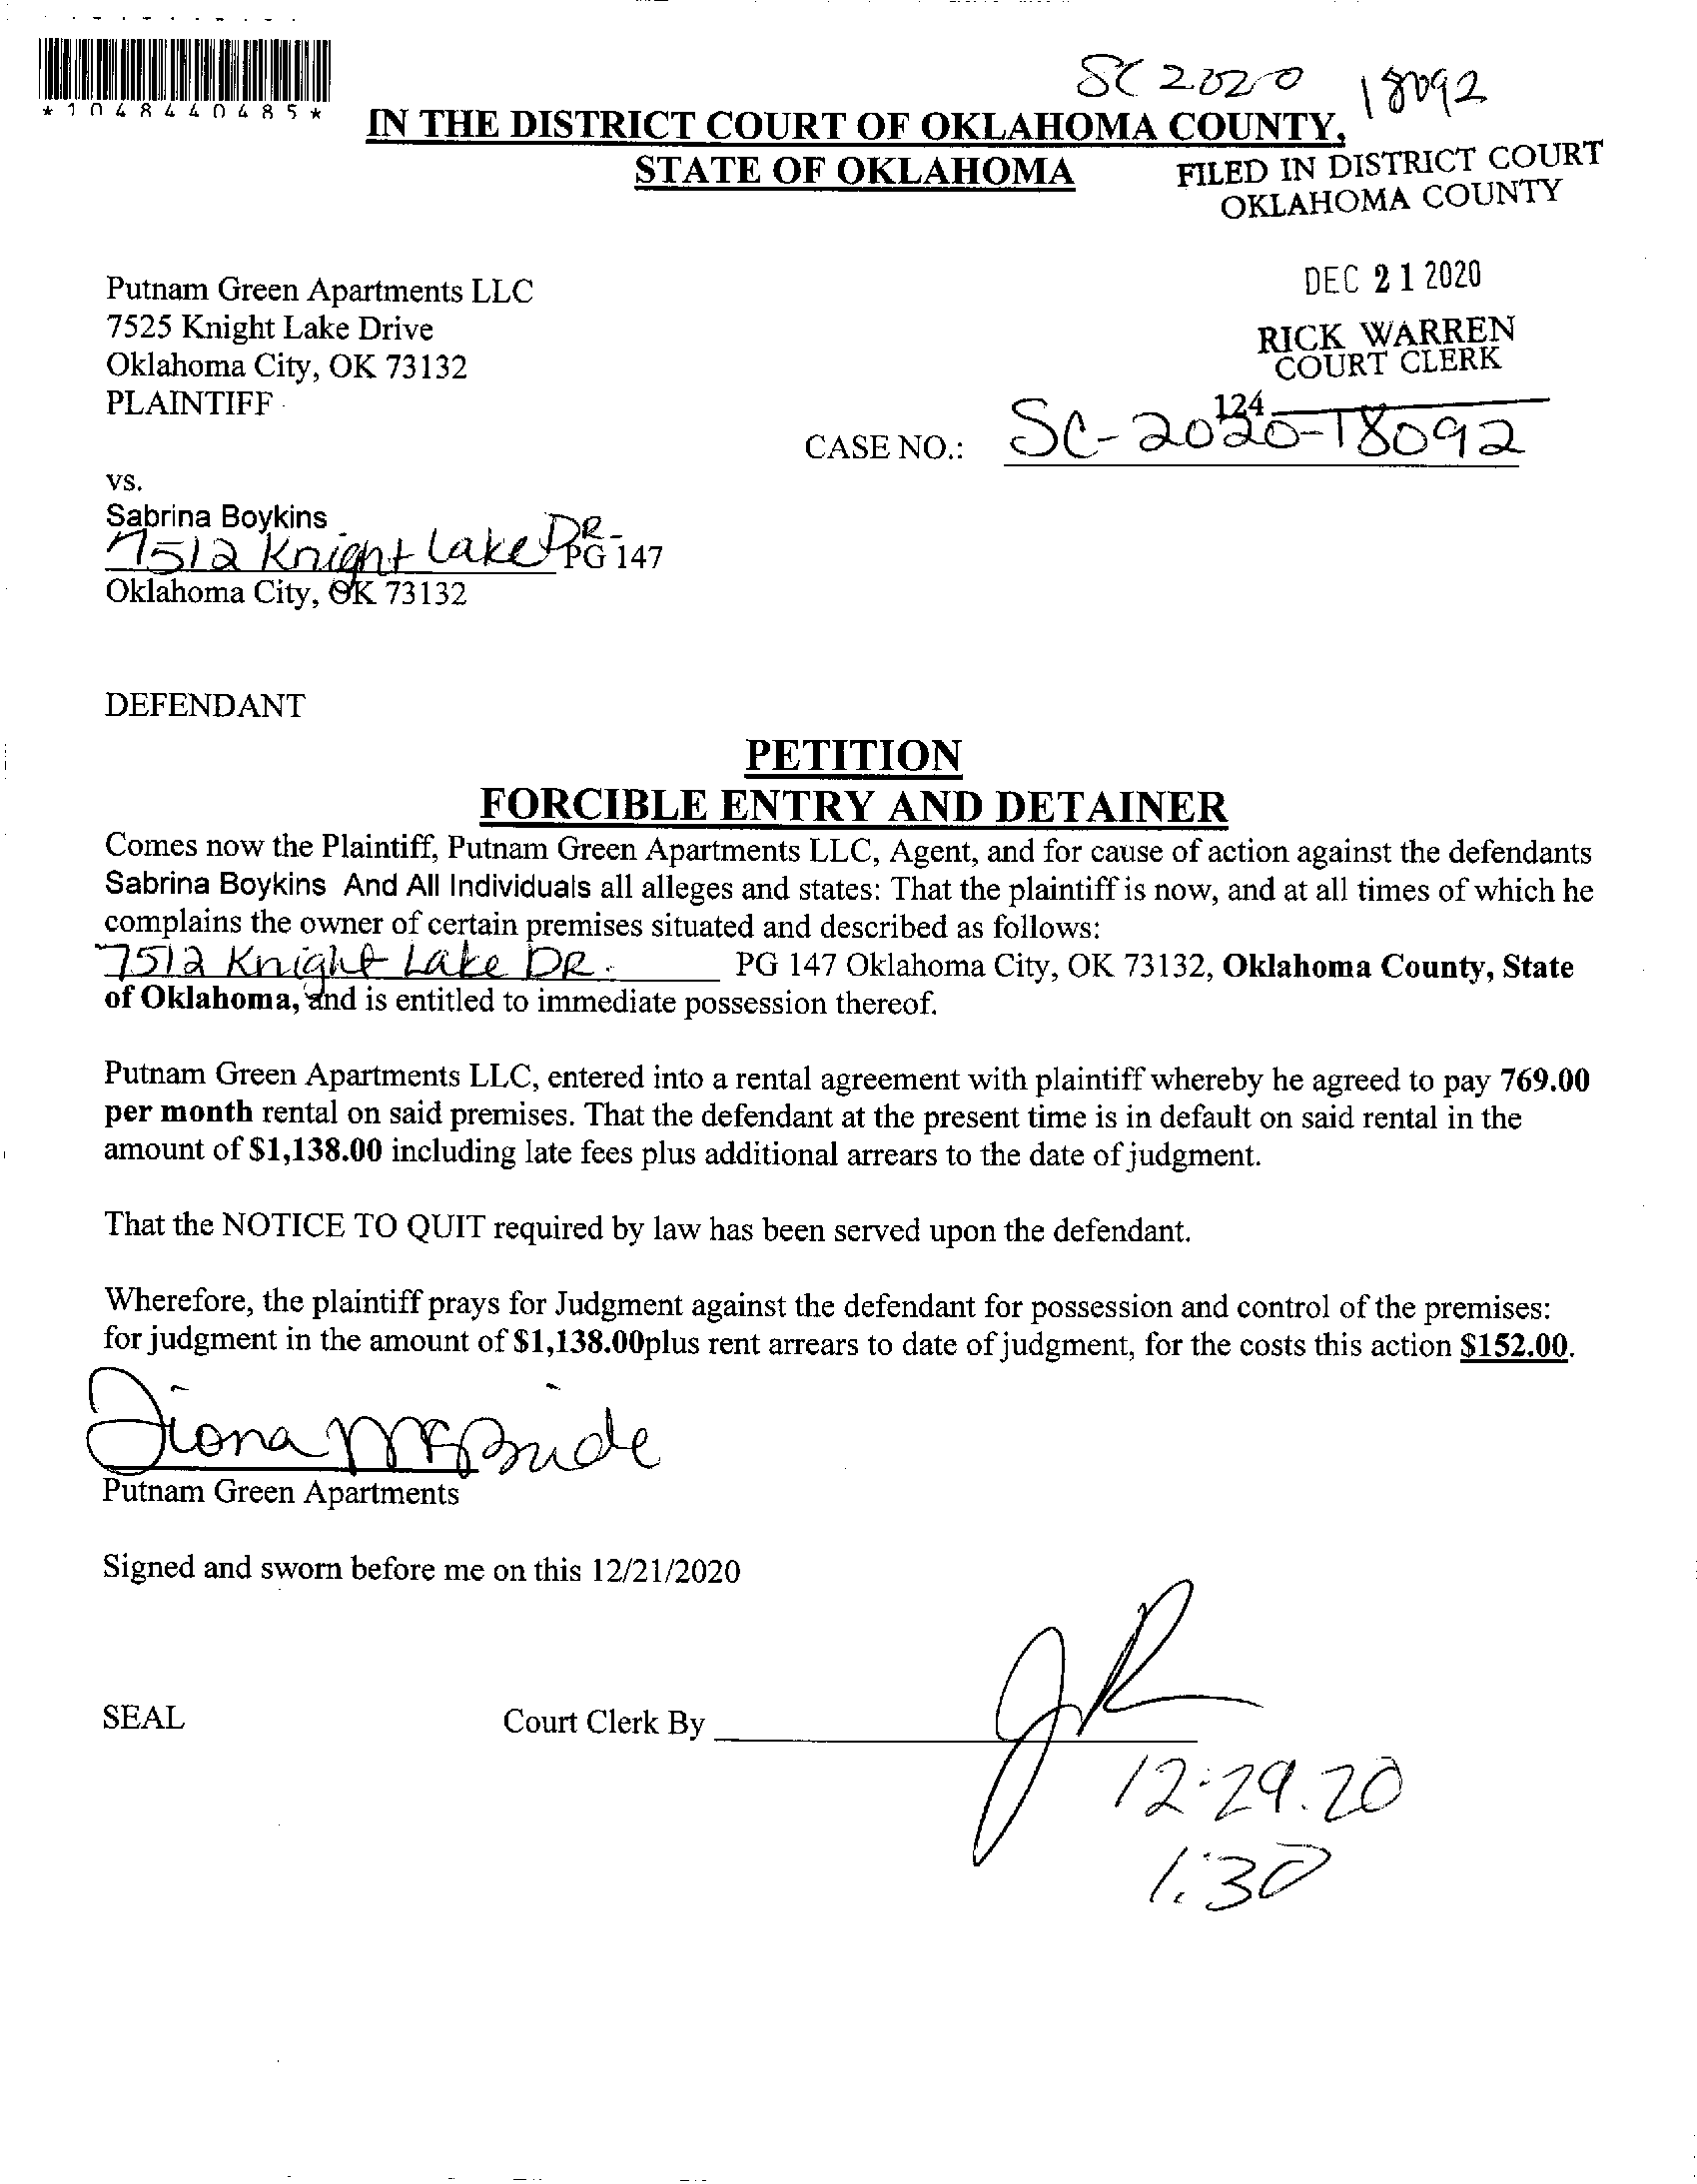 SC 2020 18092
*1048440485*
IN THE DISTRICT COURT OF OKLAHOMA COUNTY,
STATE OF OKLAHOMA
FILED IN DISTRICT COURT
OKLAHOMA COUNTY
DEC 21 2020
RICK WARREN
COURT CLERK
124
Putnam Green Apartments LLC
7525 Knight Lake Drive
Oklahoma City, OK 73132
PLAINTIFF
CASE NO.: SC-2020-18092
vs.
Sabrina Boykins
7512 Knight Lake DR. PG 147
Oklahoma City, OK 73132
DEFENDANT
PETITION
FORCIBLE ENTRY AND DETAINER
Comes now the Plaintiff, Putnam Green Apartments LLC, Agent, and for cause of action against the defendants
Sabrina Boykins And All Individuals all alleges and states: That the plaintiff is now, and at all times of which he
complains the owner of certain premises situated and described as follows:
7512 Knight Lake DR. PG 147 Oklahoma City, OK 73132, Oklahoma County, State
of Oklahoma, and is entitled to immediate possession thereof.
Putnam Green Apartments LLC, entered into a rental agreement with plaintiff whereby he agreed to pay 769.00
per month rental on said premises. That the defendant at the present time is in default on said rental in the
amount of $1,138.00 including late fees plus additional arrears to the date of judgment.
That the NOTICE TO QUIT required by law has been served upon the defendant.
Wherefore, the plaintiff prays for Judgment against the defendant for possession and control of the premises:
for judgment in the amount of $1,138.00plus rent arrears to date of judgment, for the costs this action $152.00.
Jiona McBride
Putnam Green Apartments
Signed and sworn before me on this 12/21/2020
SEAL Court Clerk By JR
12.29.20
1:30